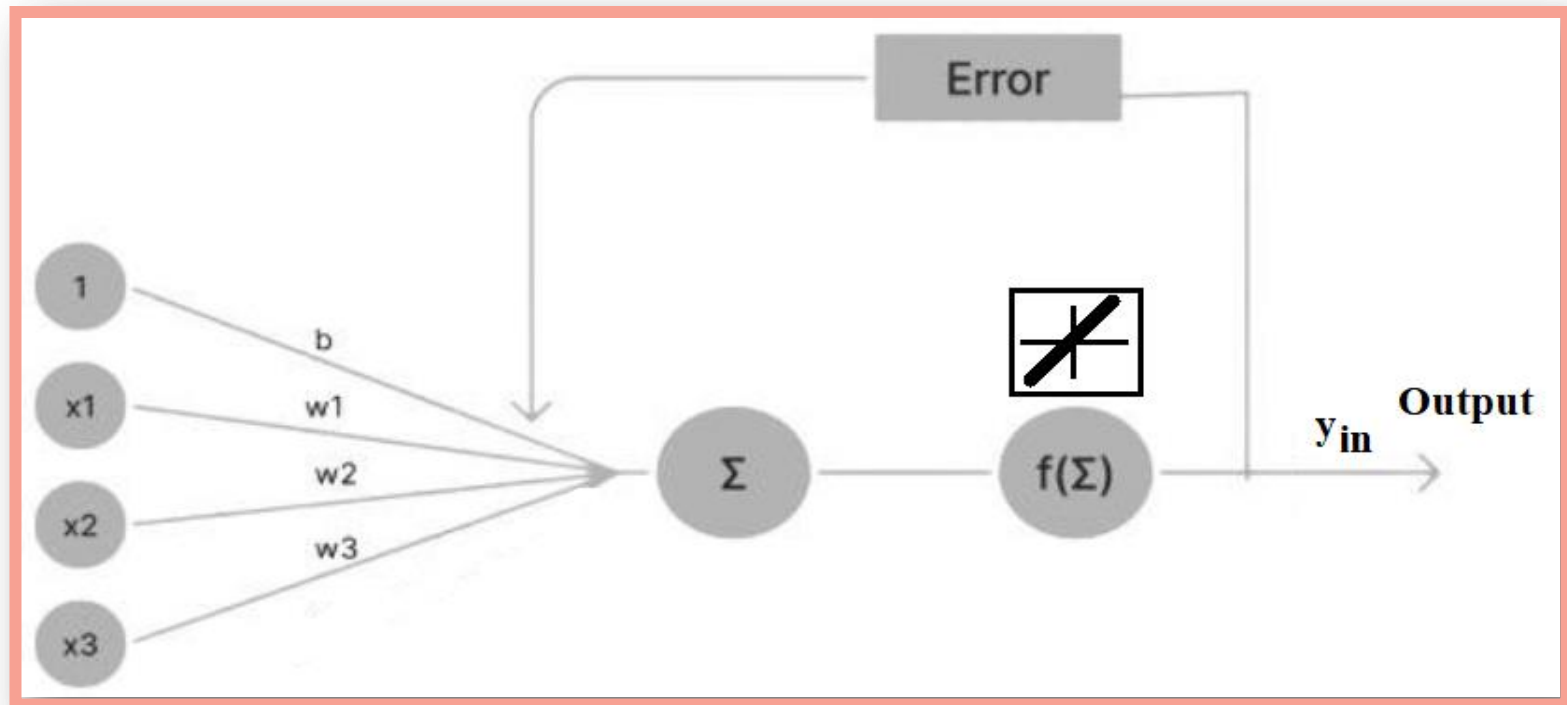 Error
1
b
x1
w1
w2
x2
w3
x3
Σ
f(Σ)
y_in
Output